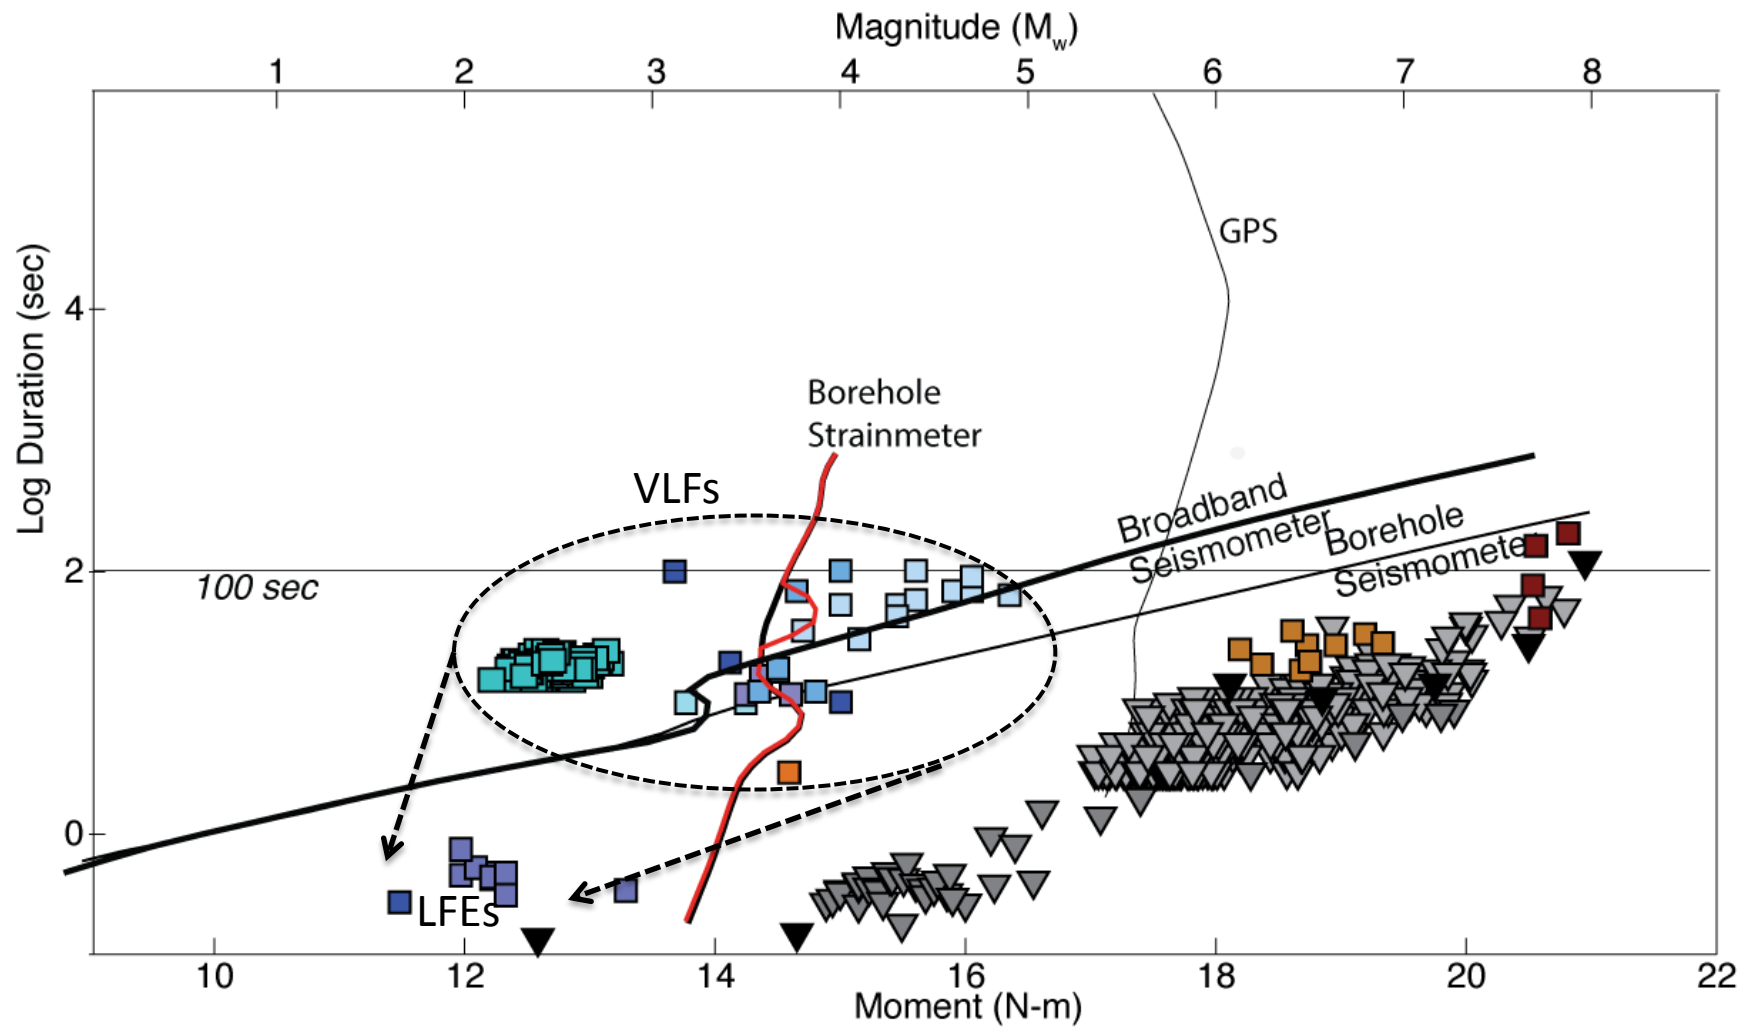 Magnitude (Mw)
1 2 3 4 5 6 7 8
GPS
4
Log Duration (sec)
Borehole
Strainmeter
VLFs
Broadband
Seismometer
Borehole
Seismometer
2
100 sec
0
LFEs
10 12 14 16 18 20 22
Moment (N-m)